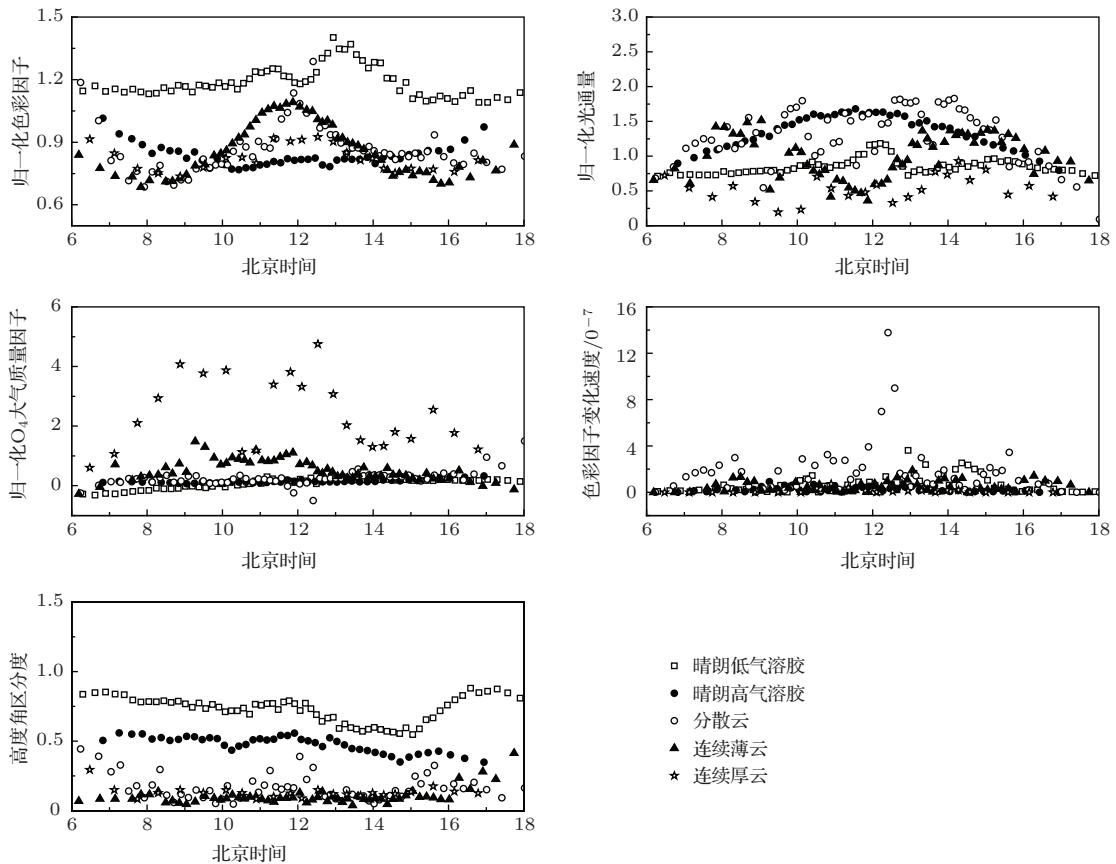 1.5
1.2
0.9
0.6
归一化色彩因子
6 8 10 12 14 16 18
北京时间
3.0
2.5
2.0
1.5
1.0
0.5
0
归一化光通量
6 8 10 12 14 16 18
北京时间
6
4
2
0
归一化O₄大气质量因子
6 8 10 12 14 16 18
北京时间
16
12
8
4
0
色彩因子变化速度/0⁻⁷
6 8 10 12 14 16 18
北京时间
1.5
1.0
0.5
0
高度角区分度
6 8 10 12 14 16 18
北京时间
晴朗低气溶胶
晴朗高气溶胶
分散云
连续薄云
连续厚云